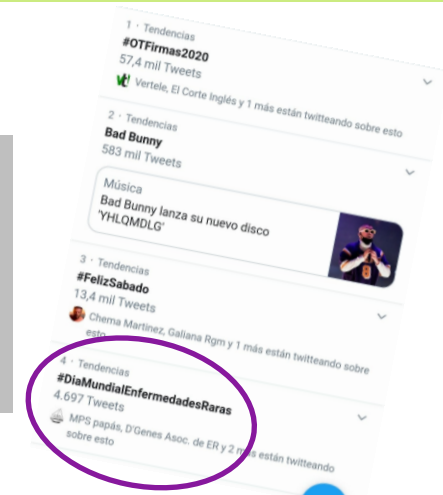 1 · Tendencias
#OTFirmas2020
57,4 mil Tweets
Vertele, El Corte Inglés y 1 más están twitteando sobre esto
2 · Tendencias
Bad Bunny
583 mil Tweets
Música
Bad Bunny lanza su nuevo disco
'YHLQMDLG'
3 · Tendencias
#FelizSabado
13,4 mil Tweets
Chema Martinez, Galiana Rgm y 1 más están twitteando sobre
esto
4 · Tendencias
#DiaMundialEnfermedadesRaras
4.697 Tweets
MPS papás, D'Genes Asoc. de ER y 2 más están twitteando
sobre esto